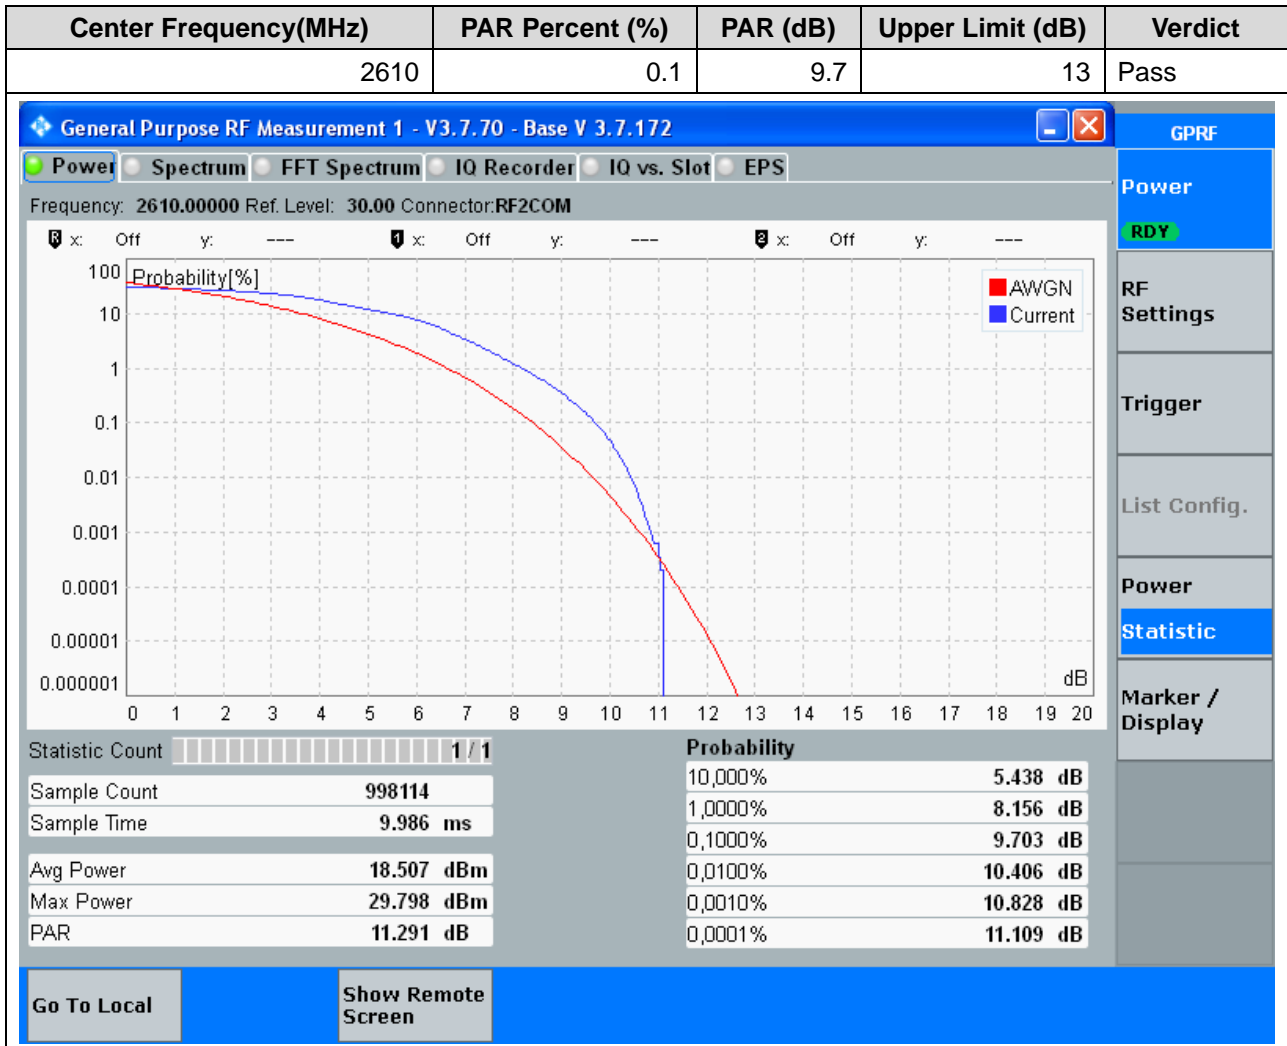 Center Frequency(MHz) PAR Percent (%) PAR (dB) Upper Limit (dB) Verdict
2610 0.1 9.7 13 Pass
General Purpose RF Measurement 1 - V3.7.70 - Base V 3.7.172
GPRF
Power Spectrum FFT Spectrum IQ Recorder IQ vs. Slot EPS
Power
RDY
Frequency: 2610.00000 Ref. Level: 30.00 Connector:RF2COM
R x: Off y: --- 1 x: Off y: --- 2 x: Off y: ---
Probability[%]
AWGN
Current
100
10
1
0.1
0.01
0.001
0.0001
0.00001
0.000001
dB
0 1 2 3 4 5 6 7 8 9 10 11 12 13 14 15 16 17 18 19 20
RF
Settings
Trigger
List Config.
Power
Statistic
Marker /
Display
Statistic Count 1 / 1
Sample Count 998114
Sample Time 9.986 ms
Avg Power 18.507 dBm
Max Power 29.798 dBm
PAR 11.291 dB
Probability
10,000% 5.438 dB
1,0000% 8.156 dB
0,1000% 9.703 dB
0,0100% 10.406 dB
0,0010% 10.828 dB
0,0001% 11.109 dB
Go To Local
Show Remote
Screen